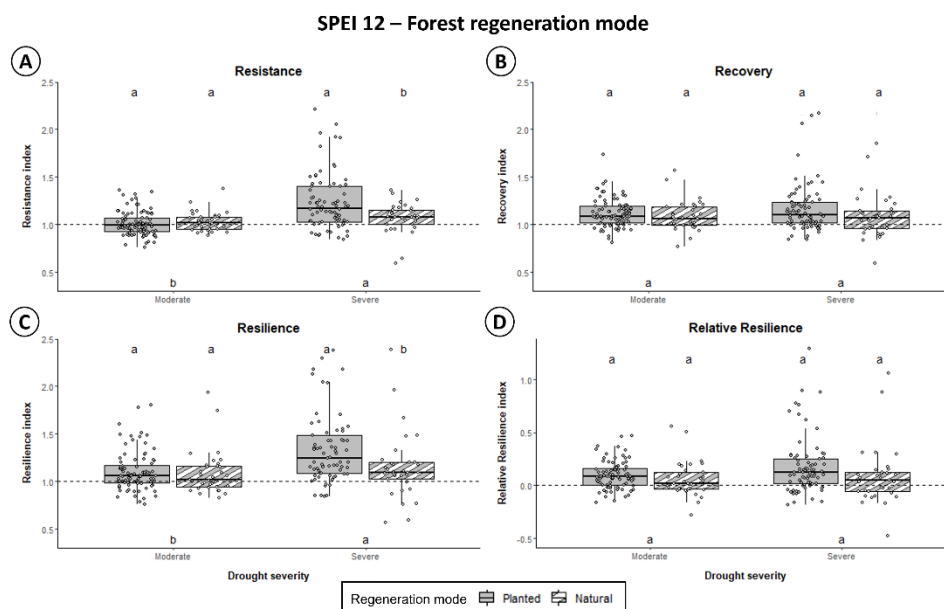 SPEI 12 – Forest regeneration mode
A
Resistance
2.5
2.0
1.5
1.0
0.5
Resistance index
a a a b
b a
Moderate Severe
B
Recovery
2.5
2.0
1.5
1.0
0.5
Recovery index
a a a a
a a
Moderate Severe
C
Resilience
2.5
2.0
1.5
1.0
0.5
Resilience index
a a a b
b a
Moderate Severe
Drought severity
D
Relative Resilience
1.0
0.5
0.0
-0.5
Relative Resilience index
a a a a
a a
Moderate Severe
Drought severity
Regeneration mode Planted Natural